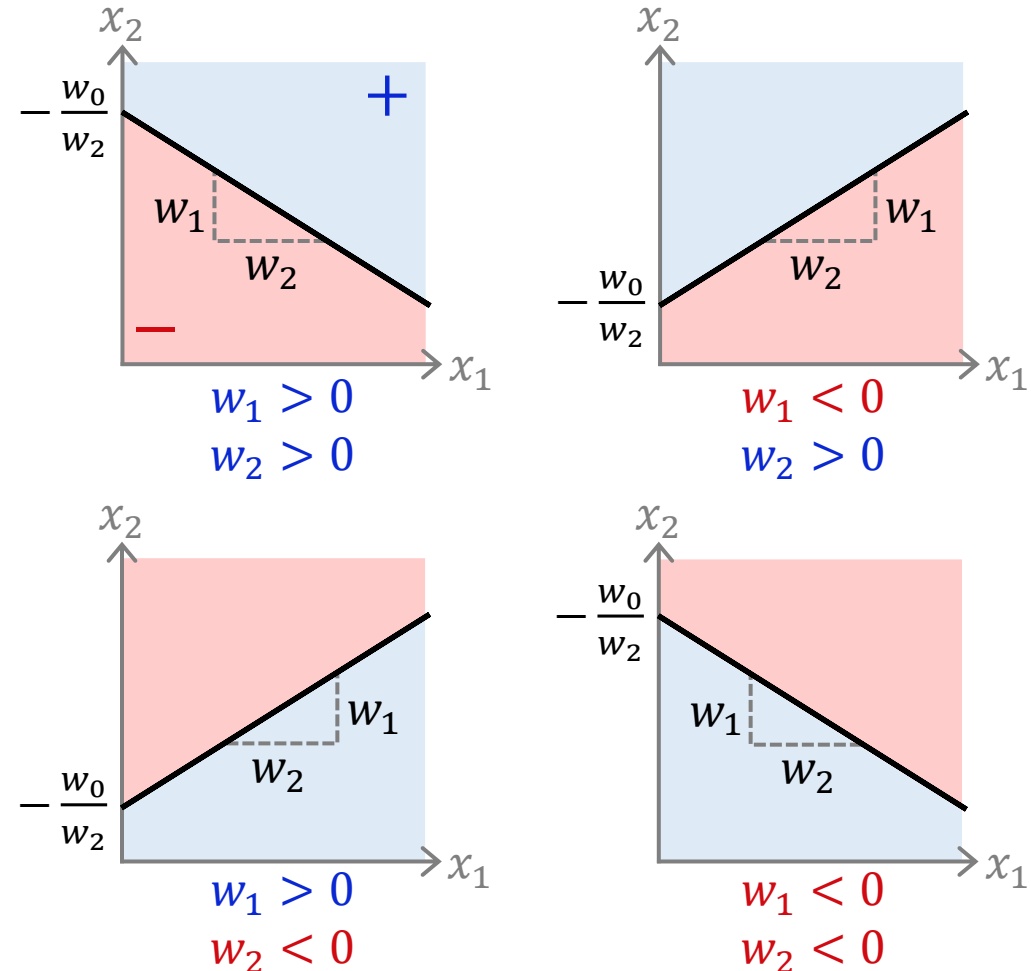 x₂
− w₀/w₂
+
w₁
w₂
−
x₁
w₁ > 0
w₂ > 0
x₂
w₁
w₂
− w₀/w₂
x₁
w₁ < 0
w₂ > 0
x₂
w₁
w₂
− w₀/w₂
x₁
w₁ > 0
w₂ < 0
x₂
− w₀/w₂
w₁
w₂
x₁
w₁ < 0
w₂ < 0